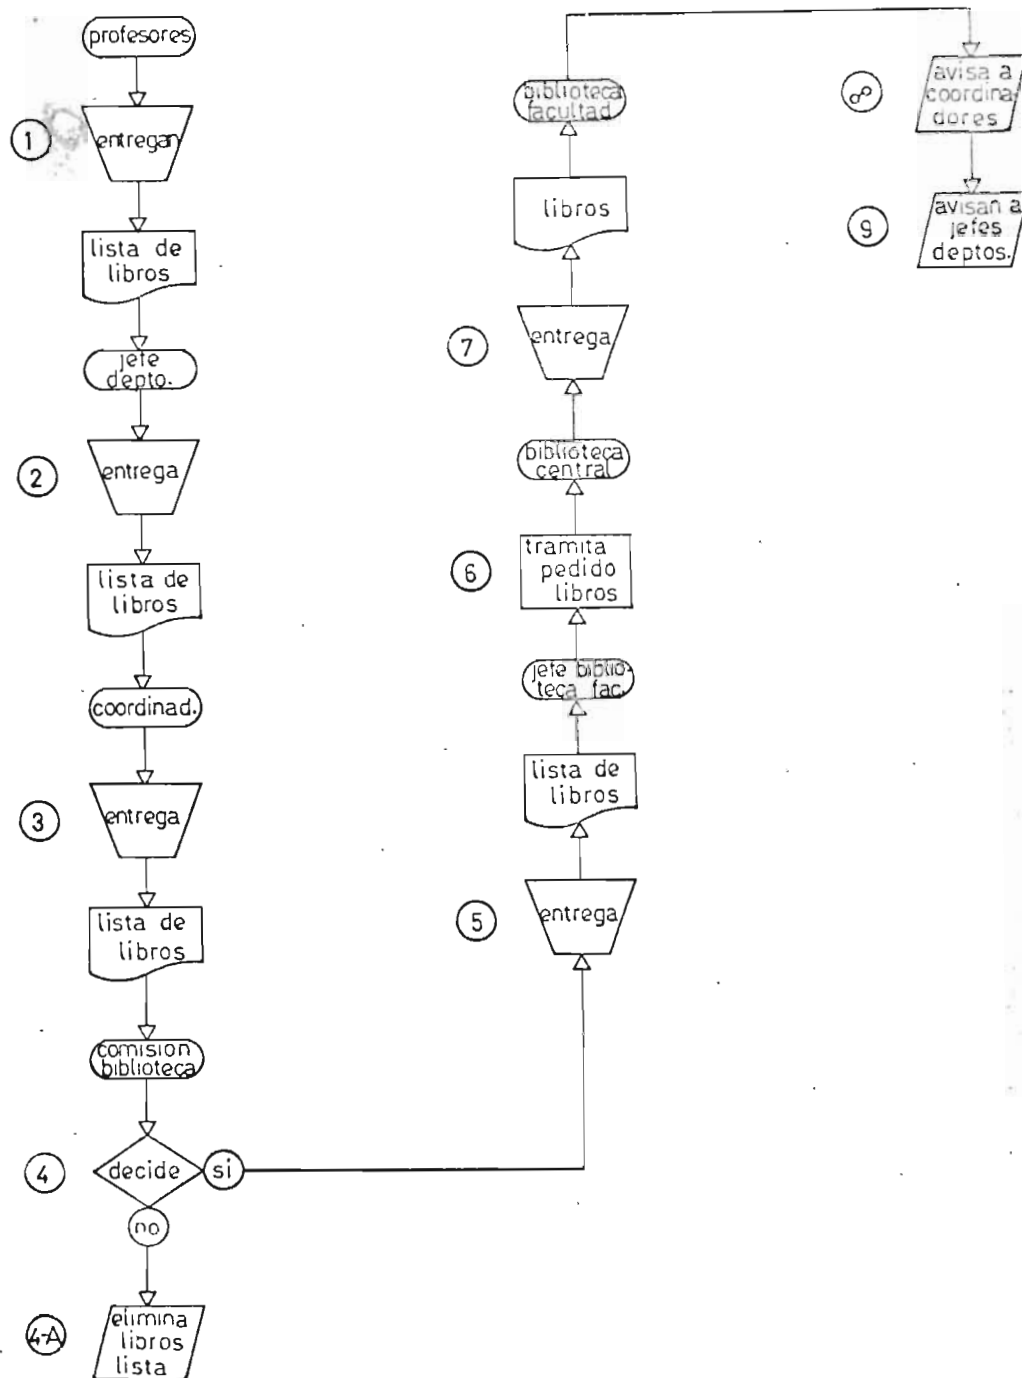 profesores
1
entregan
lista de
libros
jefe
depto.
2
entrega
lista de
libros
coordinad.
3
entrega
lista de
libros
comision
biblioteca
4
decide
si
no
4-A
elimina
libros
lista
5
entrega
lista de
libros
jefe biblio-
teca fac.
6
tramita
pedido
libros
biblioteca
central
7
entrega
libros
biblioteca
facultad
8
avisa a
coordina-
dores
9
avisan a
jefes
deptos.